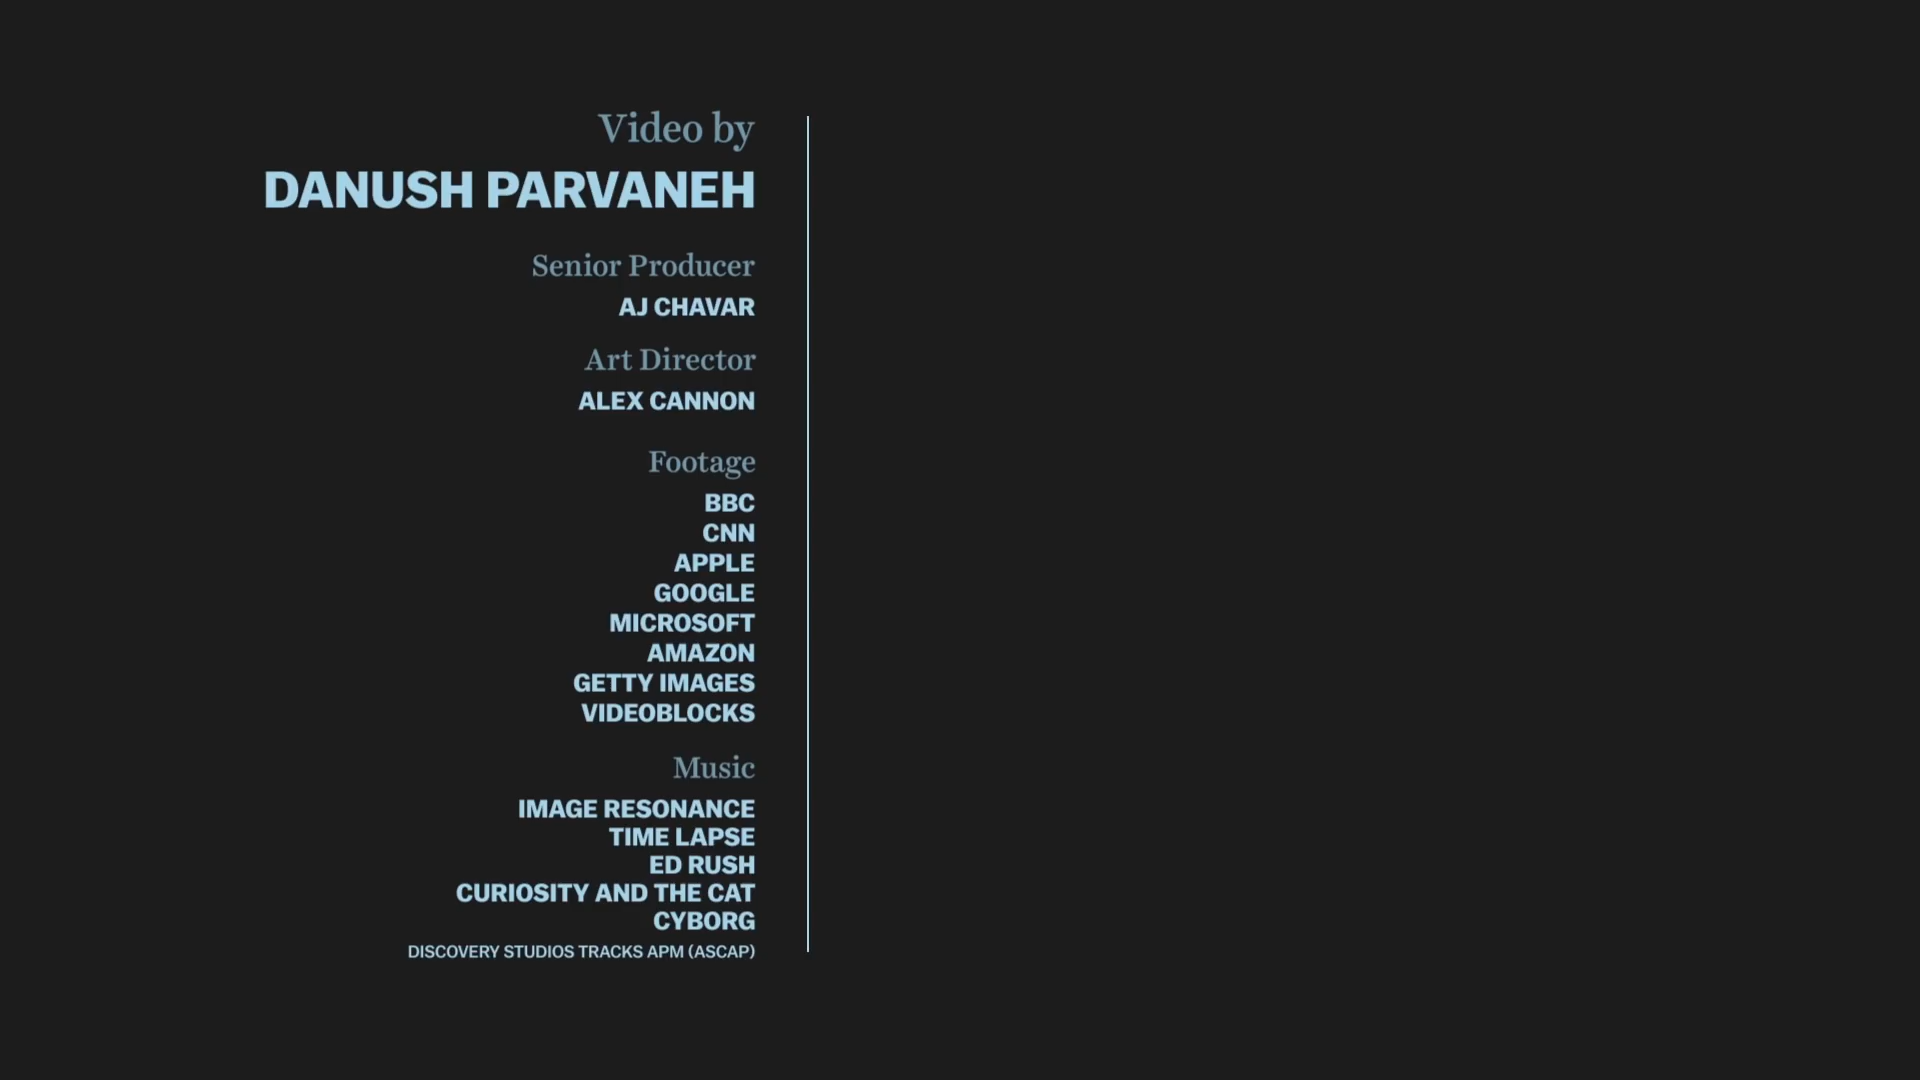 Video by
DANUSH PARVANEH
Senior Producer
AJ CHAVAR
Art Director
ALEX CANNON
Footage
BBC
CNN
APPLE
GOOGLE
MICROSOFT
AMAZON
GETTY IMAGES
VIDEOBLOCKS
Music
IMAGE RESONANCE
TIME LAPSE
ED RUSH
CURIOSITY AND THE CAT
CYBORG
DISCOVERY STUDIOS TRACKS APM (ASCAP)